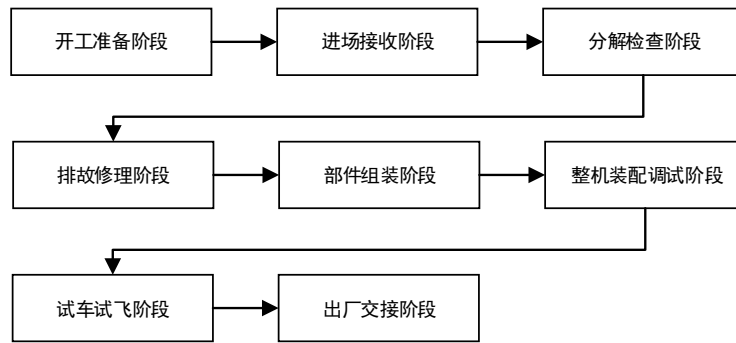 开工准备阶段
进场接收阶段
分解检查阶段
排故修理阶段
部件组装阶段
整机装配调试阶段
试车试飞阶段
出厂交接阶段